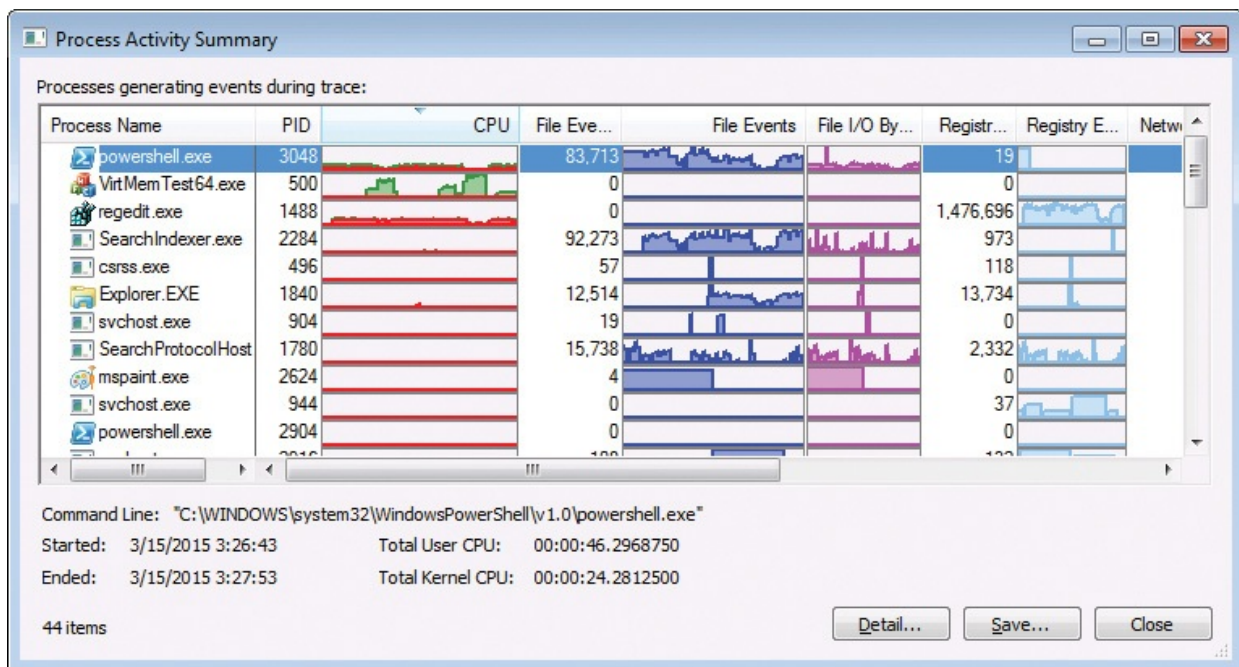 Process Activity Summary
Processes generating events during trace:
Process Name PID CPU File Eve... File Events File I/O By... Registr... Registry E... Netw
powershell.exe 3048 83,713 19
VirtMemTest64.exe 500 0 0
regedit.exe 1488 0 1,476,696
SearchIndexer.exe 2284 92,273 973
csrss.exe 496 57 118
Explorer.EXE 1840 12,514 13,734
svchost.exe 904 19 0
SearchProtocolHost 1780 15,738 2,332
mspaint.exe 2624 4 0
svchost.exe 944 0 37
powershell.exe 2904 0 0
Command Line: "C:\WINDOWS\system32\WindowsPowerShell\v1.0\powershell.exe"
Started: 3/15/2015 3:26:43 Total User CPU: 00:00:46.2968750
Ended: 3/15/2015 3:27:53 Total Kernel CPU: 00:00:24.2812500
44 items Detail... Save... Close